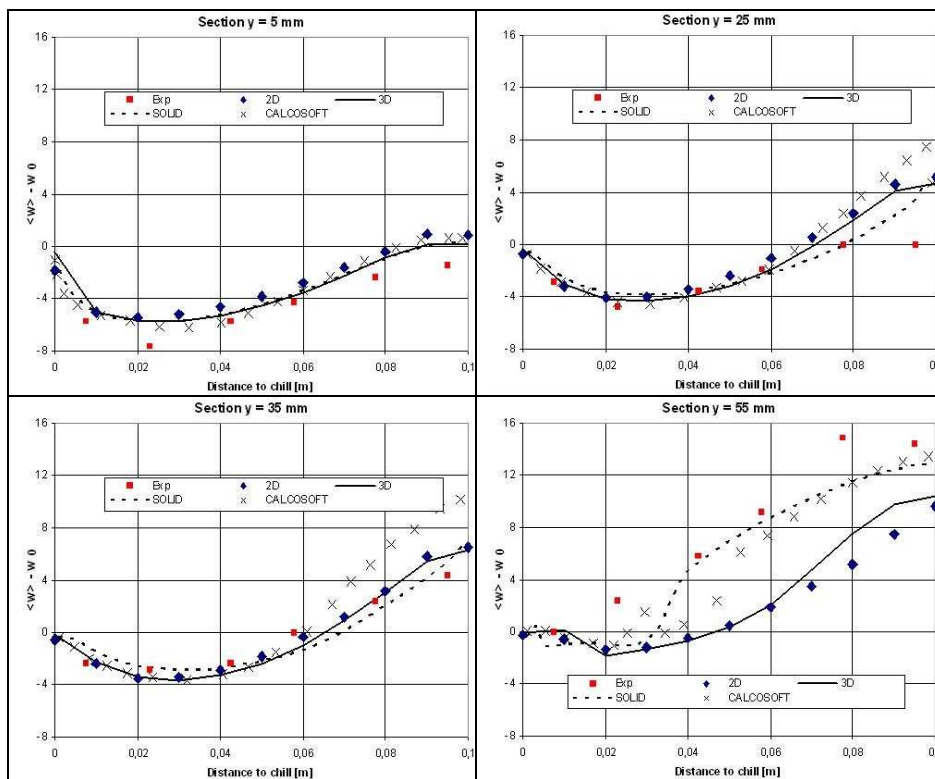 Section y = 5 mm
16
12
8
4
0
-4
-8
<w> - w 0
Exp 2D 3D
SOLID CALCOSOFT
0 0,02 0,04 0,06 0,08 0,1
Distance to chill [m]
Section y = 25 mm
16
12
8
4
0
-4
-8
<w> - w 0
Exp 2D 3D
SOLID CALCOSOFT
0 0,02 0,04 0,06 0,08 0
Distance to chill [m]
Section y = 35 mm
16
12
8
4
0
-4
-8
<w> - w 0
Exp 2D 3D
SOLID CALCOSOFT
0 0,02 0,04 0,06 0,08 0,1
Distance to chill [m]
Section y = 55 mm
16
12
8
4
0
-4
-8
<w> - w 0
Exp 2D 3D
SOLID CALCOSOFT
0 0,02 0,04 0,06 0,08 0
Distance to chill [m]